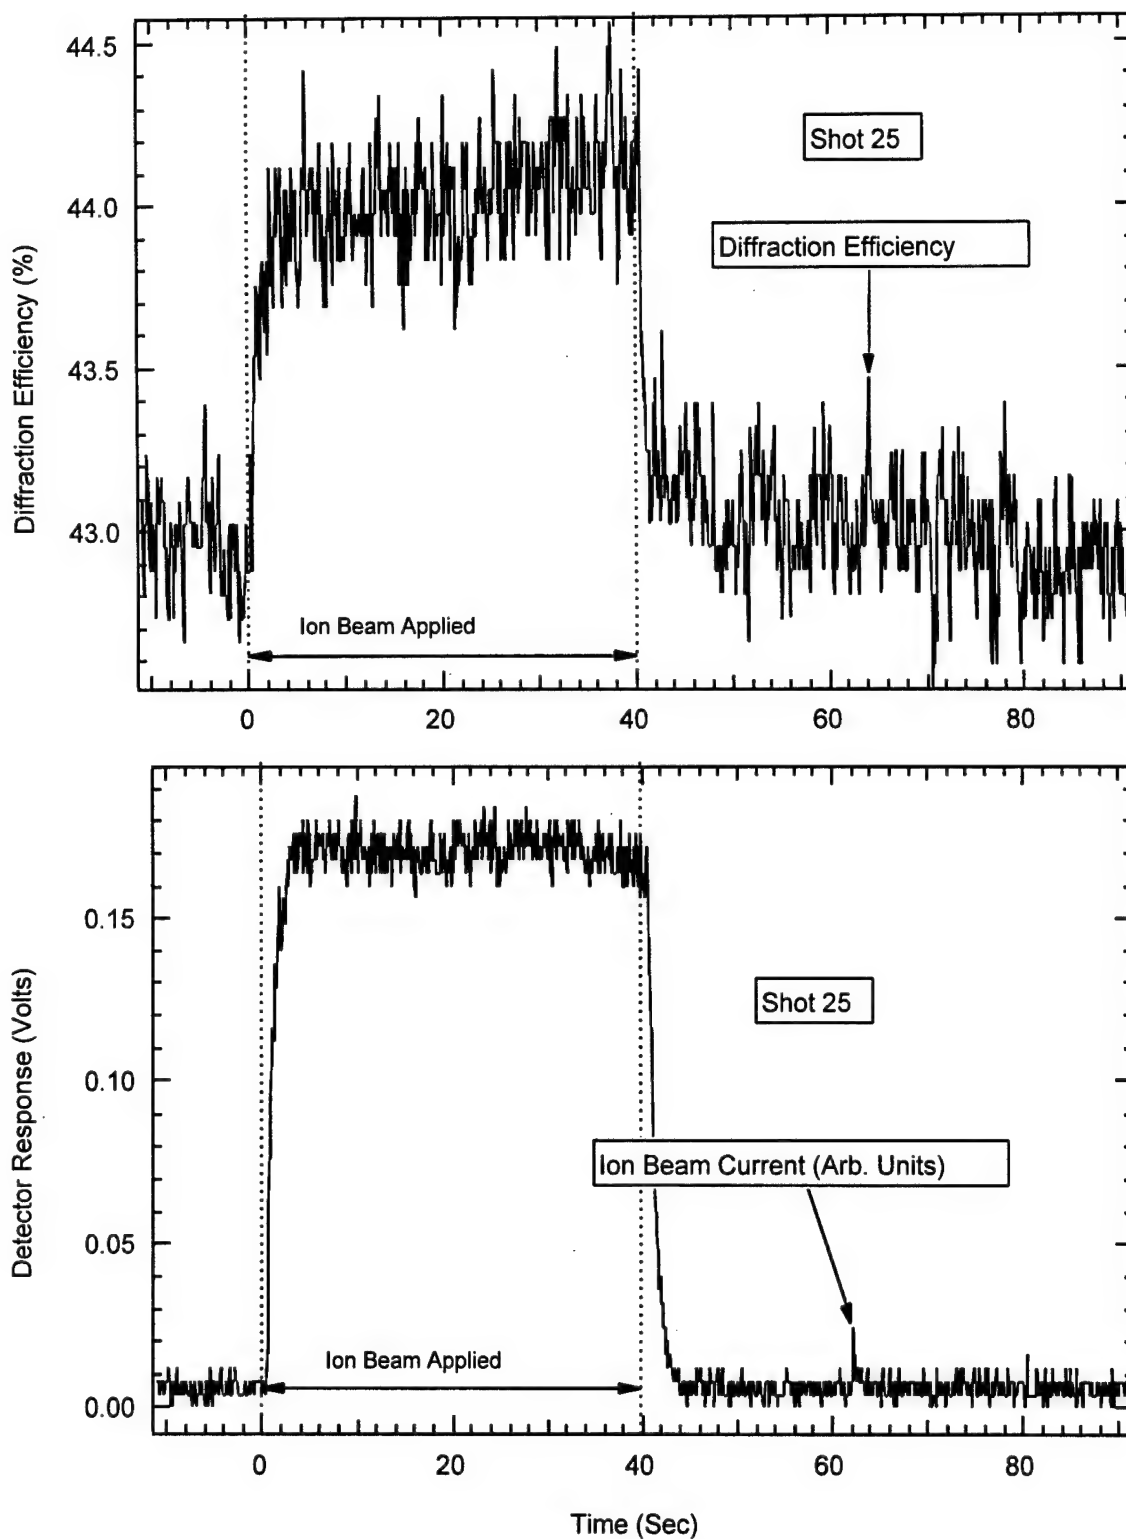 44.5
44.0
43.5
43.0
Diffraction Efficiency (%)
Shot 25
Diffraction Efficiency
Ion Beam Applied
0 20 40 60 80
0.15
0.10
0.05
0.00
Detector Response (Volts)
Shot 25
Ion Beam Current (Arb. Units)
Ion Beam Applied
0 20 40 60 80
Time (Sec)